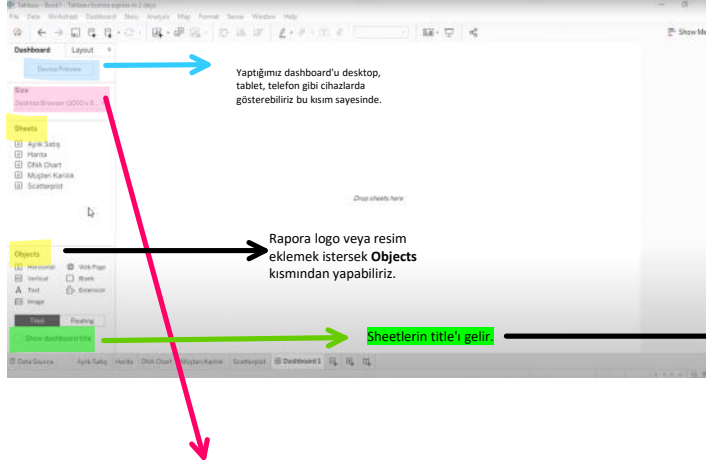 Tableau - Book1 - Tableau license expires in 2 days
File Data Worksheet Dashboard Story Analysis Map Format Server Window Help
Show Me
Dashboard Layout
Device Preview
Yaptığımız dashboard'u desktop,
tablet, telefon gibi cihazlarda
gösterebiliriz bu kısım sayesinde.
Size
Desktop Browser (1000 x 8...
Sheets
Aylık Satış
Harita
DNA Chart
Müşteri Karlılık
Scatterplot
Drop sheets here
Rapora logo veya resim
eklemek istersek Objects
kısmından yapabiliriz.
Objects
Horizontal Web Page
Vertical Blank
Text Extension
Image
Tiled Floating
Show dashboard title
Sheetlerin title'ı gelir.
Data Source Aylık Satış Harita DNA Chart Müşteri Karlılık Scatterplot Dashboard 1